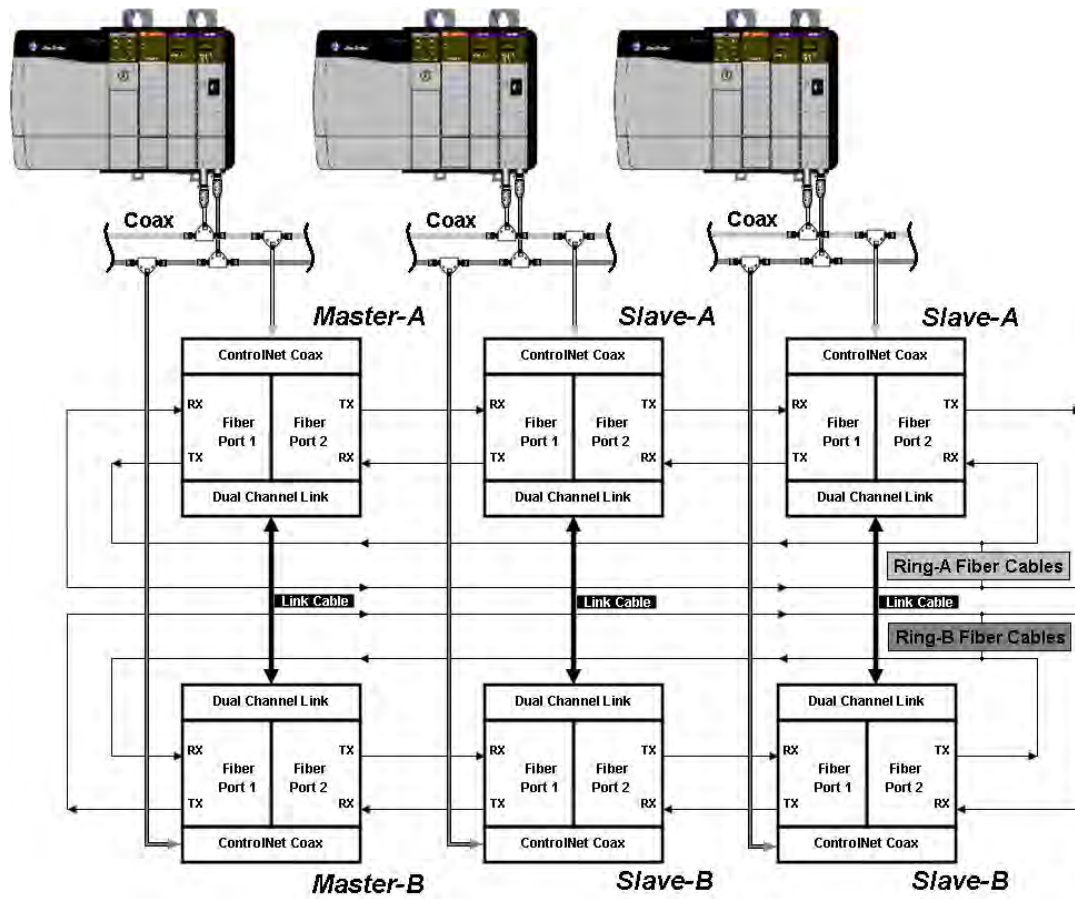 Coax
Coax
Coax
Master-A
Slave-A
Slave-A
ControlNet Coax
ControlNet Coax
ControlNet Coax
RX
Fiber
Port 1
Fiber
Port 2
TX
TX
RX
RX
Fiber
Port 1
Fiber
Port 2
TX
TX
RX
RX
Fiber
Port 1
Fiber
Port 2
TX
TX
RX
Dual Channel Link
Dual Channel Link
Dual Channel Link
Ring-A Fiber Cables
Link Cable
Link Cable
Link Cable
Ring-B Fiber Cables
Dual Channel Link
Dual Channel Link
Dual Channel Link
RX
Fiber
Port 1
Fiber
Port 2
TX
TX
RX
RX
Fiber
Port 1
Fiber
Port 2
TX
TX
RX
RX
Fiber
Port 1
Fiber
Port 2
TX
TX
RX
ControlNet Coax
ControlNet Coax
ControlNet Coax
Master-B
Slave-B
Slave-B